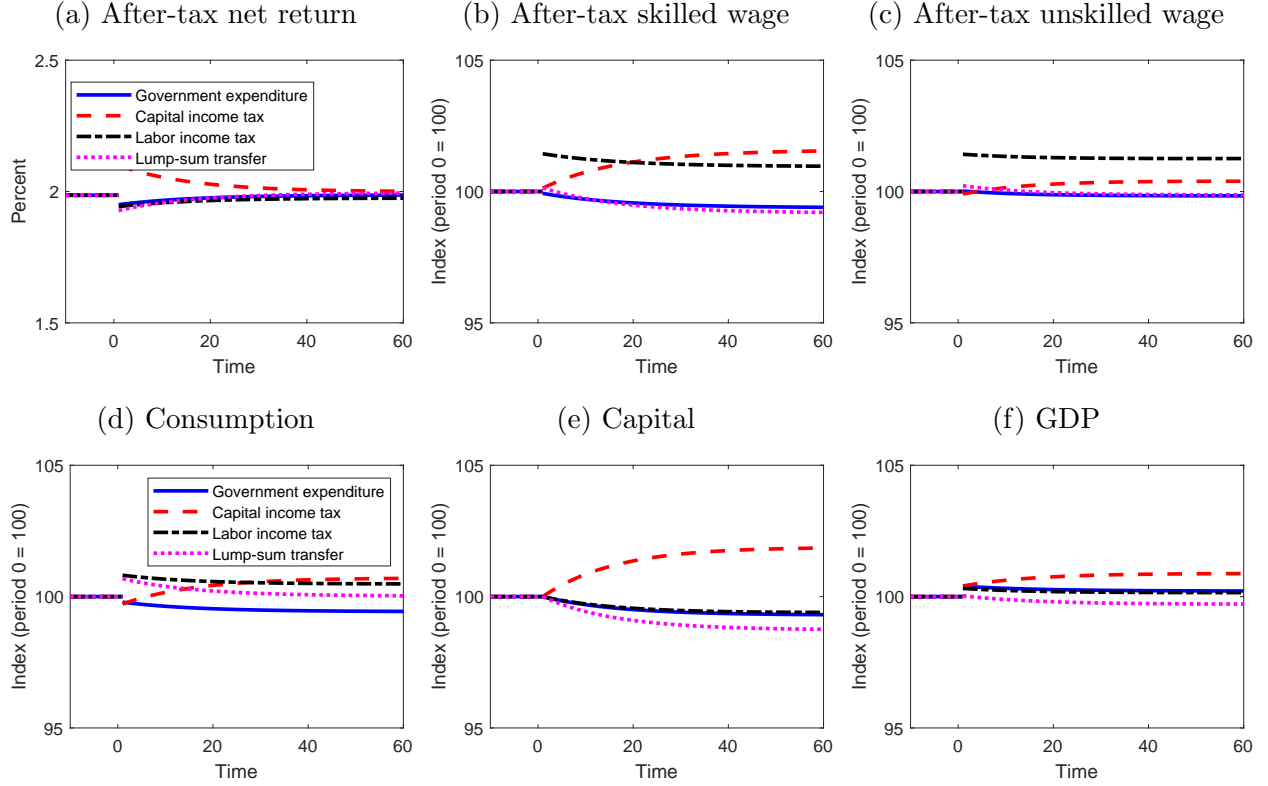 (a) After-tax net return
2.5
2
1.5
Percent
Government expenditure
Capital income tax
Labor income tax
Lump-sum transfer
0 20 40 60
Time
(b) After-tax skilled wage
105
100
95
Index (period 0 = 100)
0 20 40 60
Time
(c) After-tax unskilled wage
105
100
95
Index (period 0 = 100)
0 20 40 60
Time
(d) Consumption
105
100
95
Index (period 0 = 100)
Government expenditure
Capital income tax
Labor income tax
Lump-sum transfer
0 20 40 60
Time
(e) Capital
105
100
95
Index (period 0 = 100)
0 20 40 60
Time
(f) GDP
105
100
95
Index (period 0 = 100)
0 20 40 60
Time